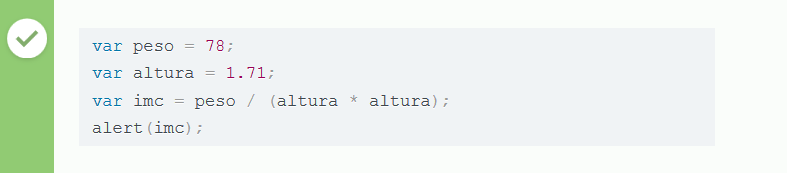 var peso = 78;
var altura = 1.71;
var imc = peso / (altura * altura);
alert(imc);